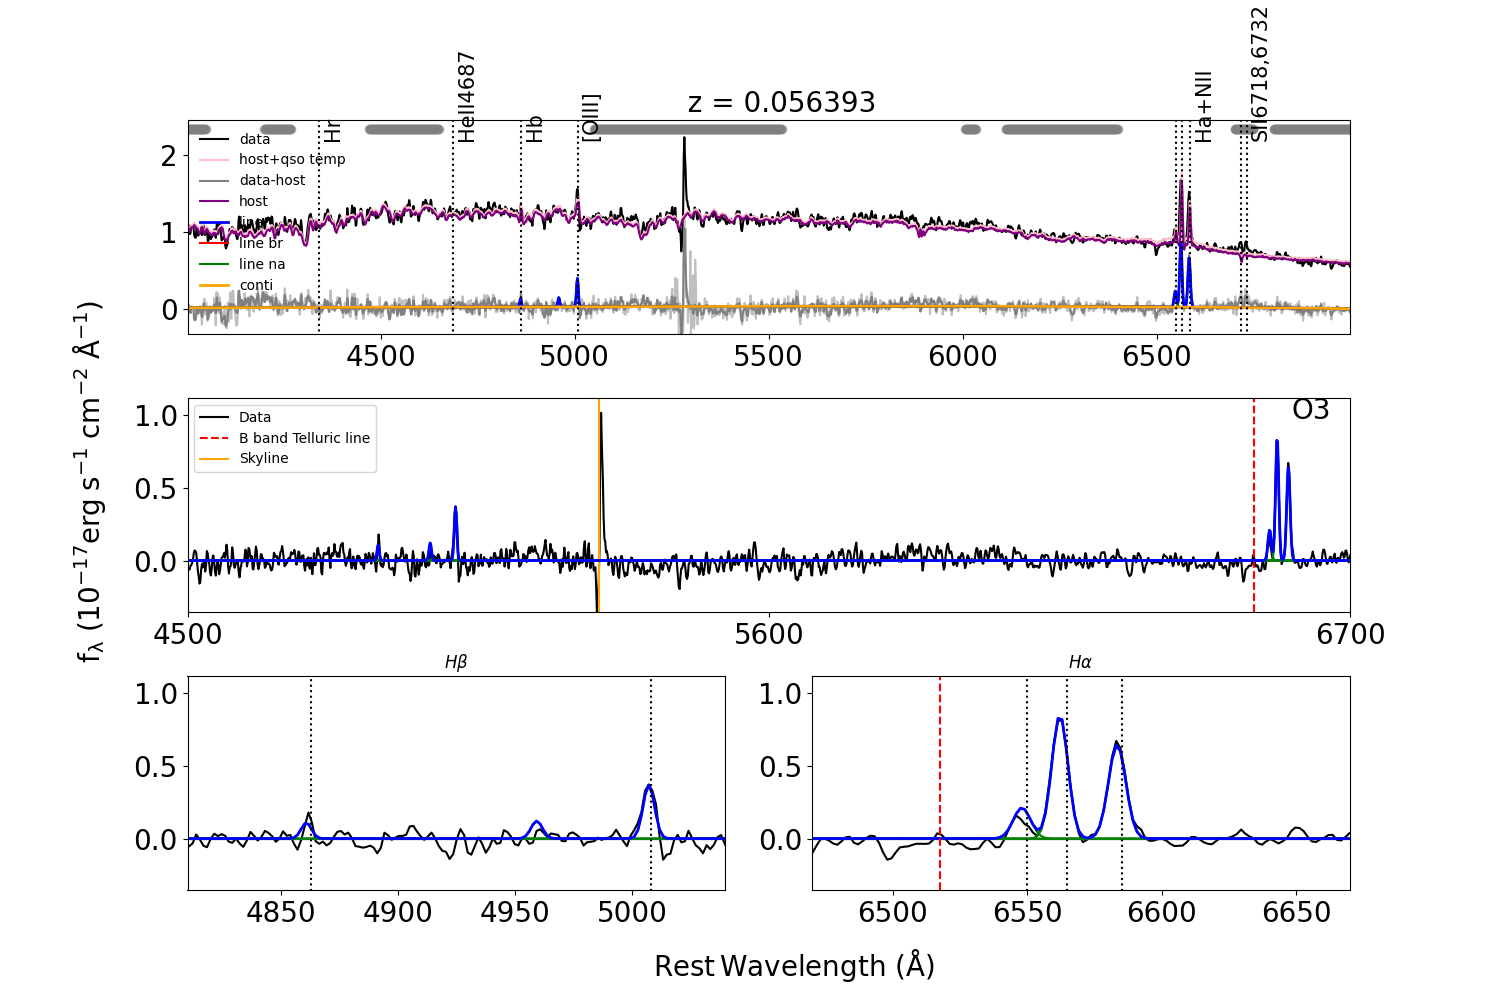 z = 0.056393
Hr
HeII4687
Hb
[OIII]
Ha+NII
SII6718,6732
data
host+qso temp
data-host
host
line
line br
line na
conti
2
1
0
4500
5000
5500
6000
6500
O3
Data
B band Telluric line
Skyline
1.0
0.5
0.0
4500
5600
6700
fλ (10⁻¹⁷erg s⁻¹ cm⁻² Å⁻¹)
Hβ
1.0
0.5
0.0
4850
4900
4950
5000
Hα
1.0
0.5
0.0
6500
6550
6600
6650
Rest Wavelength (Å)